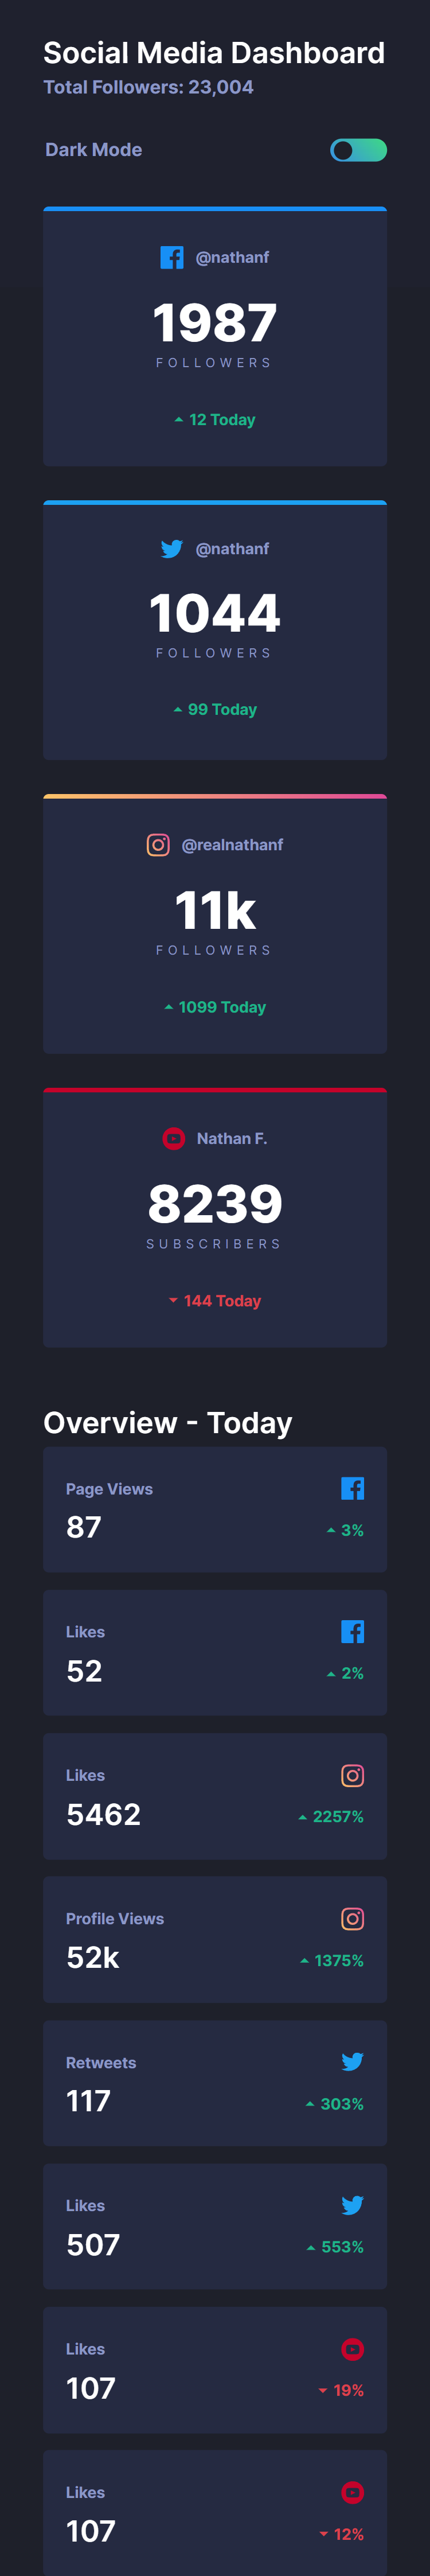 Social Media Dashboard
Total Followers: 23,004
Dark Mode
@nathanf
1987
FOLLOWERS
12 Today
@nathanf
1044
FOLLOWERS
99 Today
@realnathanf
11k
FOLLOWERS
1099 Today
Nathan F.
8239
SUBSCRIBERS
144 Today
Overview - Today
Page Views
87
3%
Likes
52
2%
Likes
5462
2257%
Profile Views
52k
1375%
Retweets
117
303%
Likes
507
553%
Likes
107
19%
Likes
107
12%